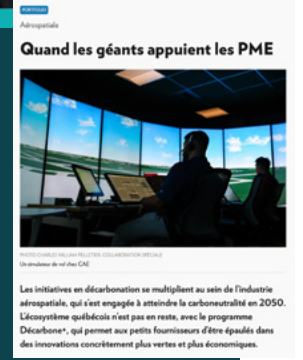 PORTFOLIO
Aérospatiale
Quand les géants appuient les PME
PHOTO CHARLES WILLIAM PELLETIER, COLLABORATION SPÉCIALE
Un simulateur de vol chez CAE
Les initiatives en décarbonation se multiplient au sein de l'industrie
aérospatiale, qui s'est engagée à atteindre la carboneutralité en 2050.
L'écosystème québécois n'est pas en reste, avec le programme
Décarbone+, qui permet aux petits fournisseurs d'être épaulés dans
des innovations concrètement plus vertes et plus économiques.